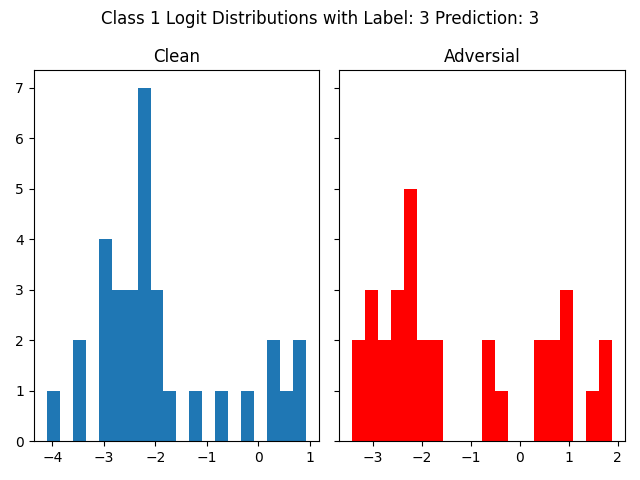 Class 1 Logit Distributions with Label: 3 Prediction: 3
Clean
Adversial
7
6
5
4
3
2
1
0
−4 −3 −2 −1 0 1
−3 −2 −1 0 1 2